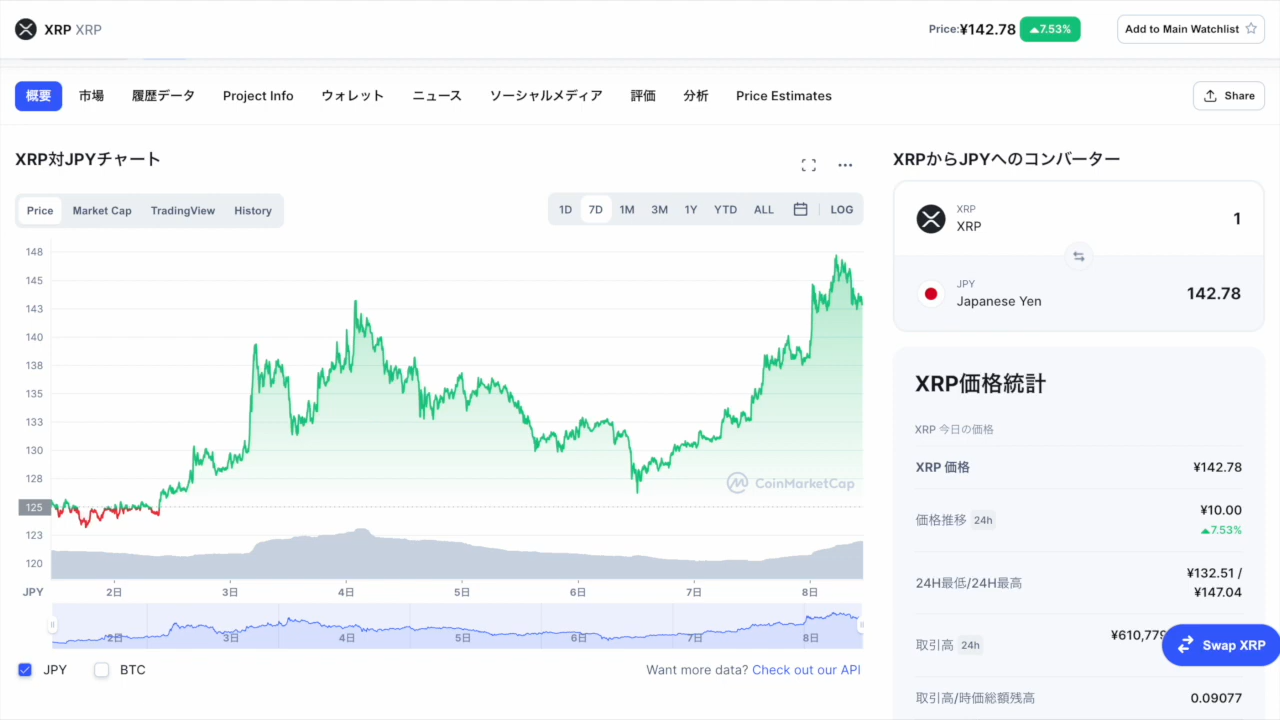 XRP XRP
Price:¥142.78 ▲7.53%
Add to Main Watchlist
概要 市場 履歴データ Project Info ウォレット ニュース ソーシャルメディア 評価 分析 Price Estimates
Share
XRP対JPYチャート
Price Market Cap TradingView History
1D 7D 1M 3M 1Y YTD ALL LOG
148
145
143
140
138
135
133
130
128
125
123
120
CoinMarketCap
JPY 2日 3日 4日 5日 6日 7日 8日
2日 3日 4日 5日 6日 7日 8日
JPY BTC
Want more data? Check out our API
XRPからJPYへのコンバーター
XRP
XRP
1
JPY
Japanese Yen
142.78
XRP価格統計
XRP 今日の価格
XRP 価格 ¥142.78
価格推移 24h ¥10.00
▲7.53%
24H最低/24H最高 ¥132.51 /
¥147.04
取引高 24h ¥610,779
Swap XRP
取引高/時価総額残高 0.09077